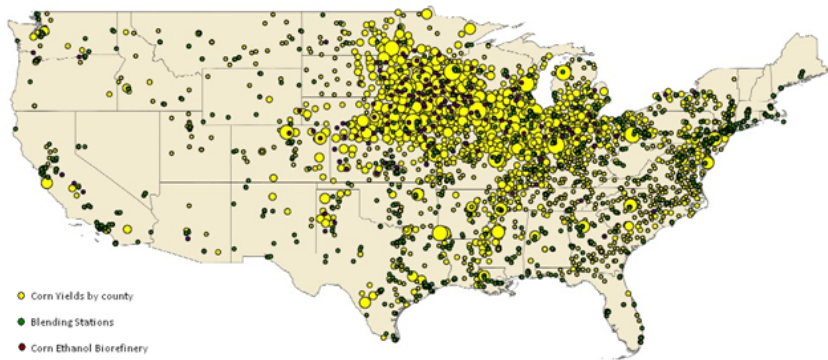 Corn Yields by county
Blending Stations
Corn Ethanol Biorefinery